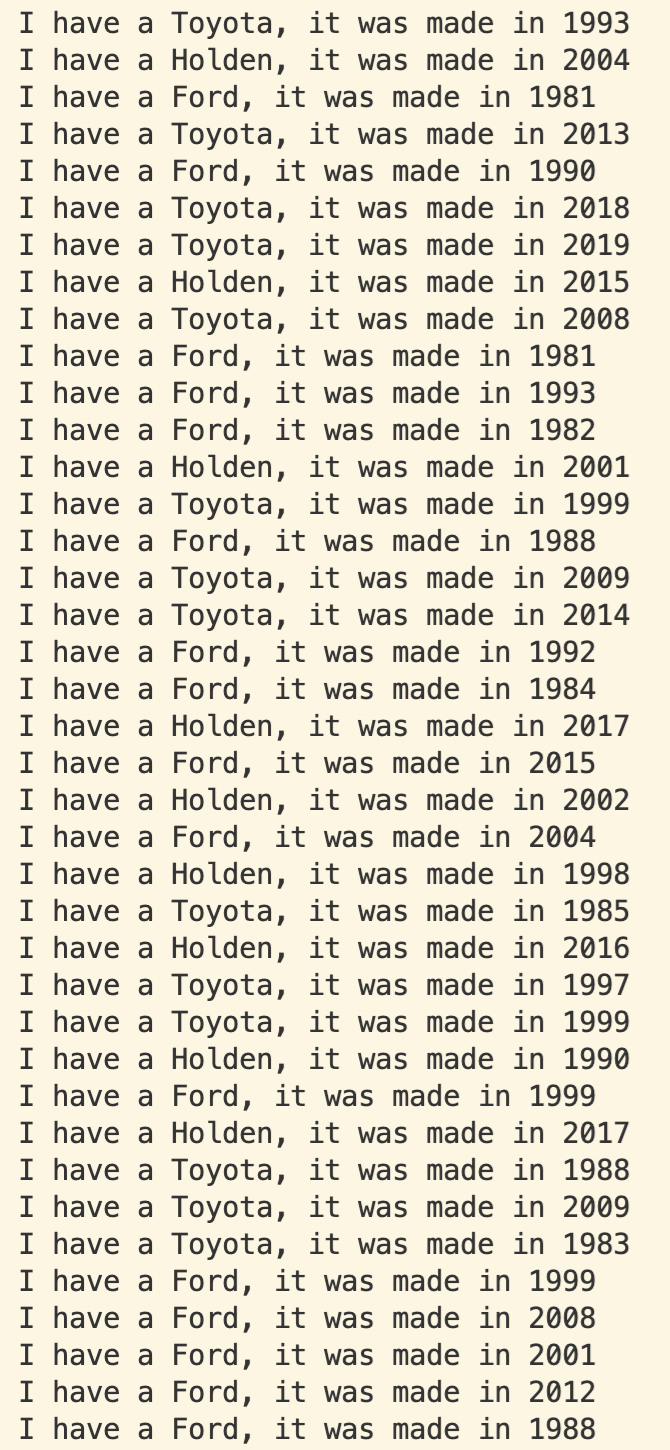 I have a Toyota, it was made in 1993
I have a Holden, it was made in 2004
I have a Ford, it was made in 1981
I have a Toyota, it was made in 2013
I have a Ford, it was made in 1990
I have a Toyota, it was made in 2018
I have a Toyota, it was made in 2019
I have a Holden, it was made in 2015
I have a Toyota, it was made in 2008
I have a Ford, it was made in 1981
I have a Ford, it was made in 1993
I have a Ford, it was made in 1982
I have a Holden, it was made in 2001
I have a Toyota, it was made in 1999
I have a Ford, it was made in 1988
I have a Toyota, it was made in 2009
I have a Toyota, it was made in 2014
I have a Ford, it was made in 1992
I have a Ford, it was made in 1984
I have a Holden, it was made in 2017
I have a Ford, it was made in 2015
I have a Holden, it was made in 2002
I have a Ford, it was made in 2004
I have a Holden, it was made in 1998
I have a Toyota, it was made in 1985
I have a Holden, it was made in 2016
I have a Toyota, it was made in 1997
I have a Toyota, it was made in 1999
I have a Holden, it was made in 1990
I have a Ford, it was made in 1999
I have a Holden, it was made in 2017
I have a Toyota, it was made in 1988
I have a Toyota, it was made in 2009
I have a Toyota, it was made in 1983
I have a Ford, it was made in 1999
I have a Ford, it was made in 2008
I have a Ford, it was made in 2001
I have a Ford, it was made in 2012
I have a Ford, it was made in 1988